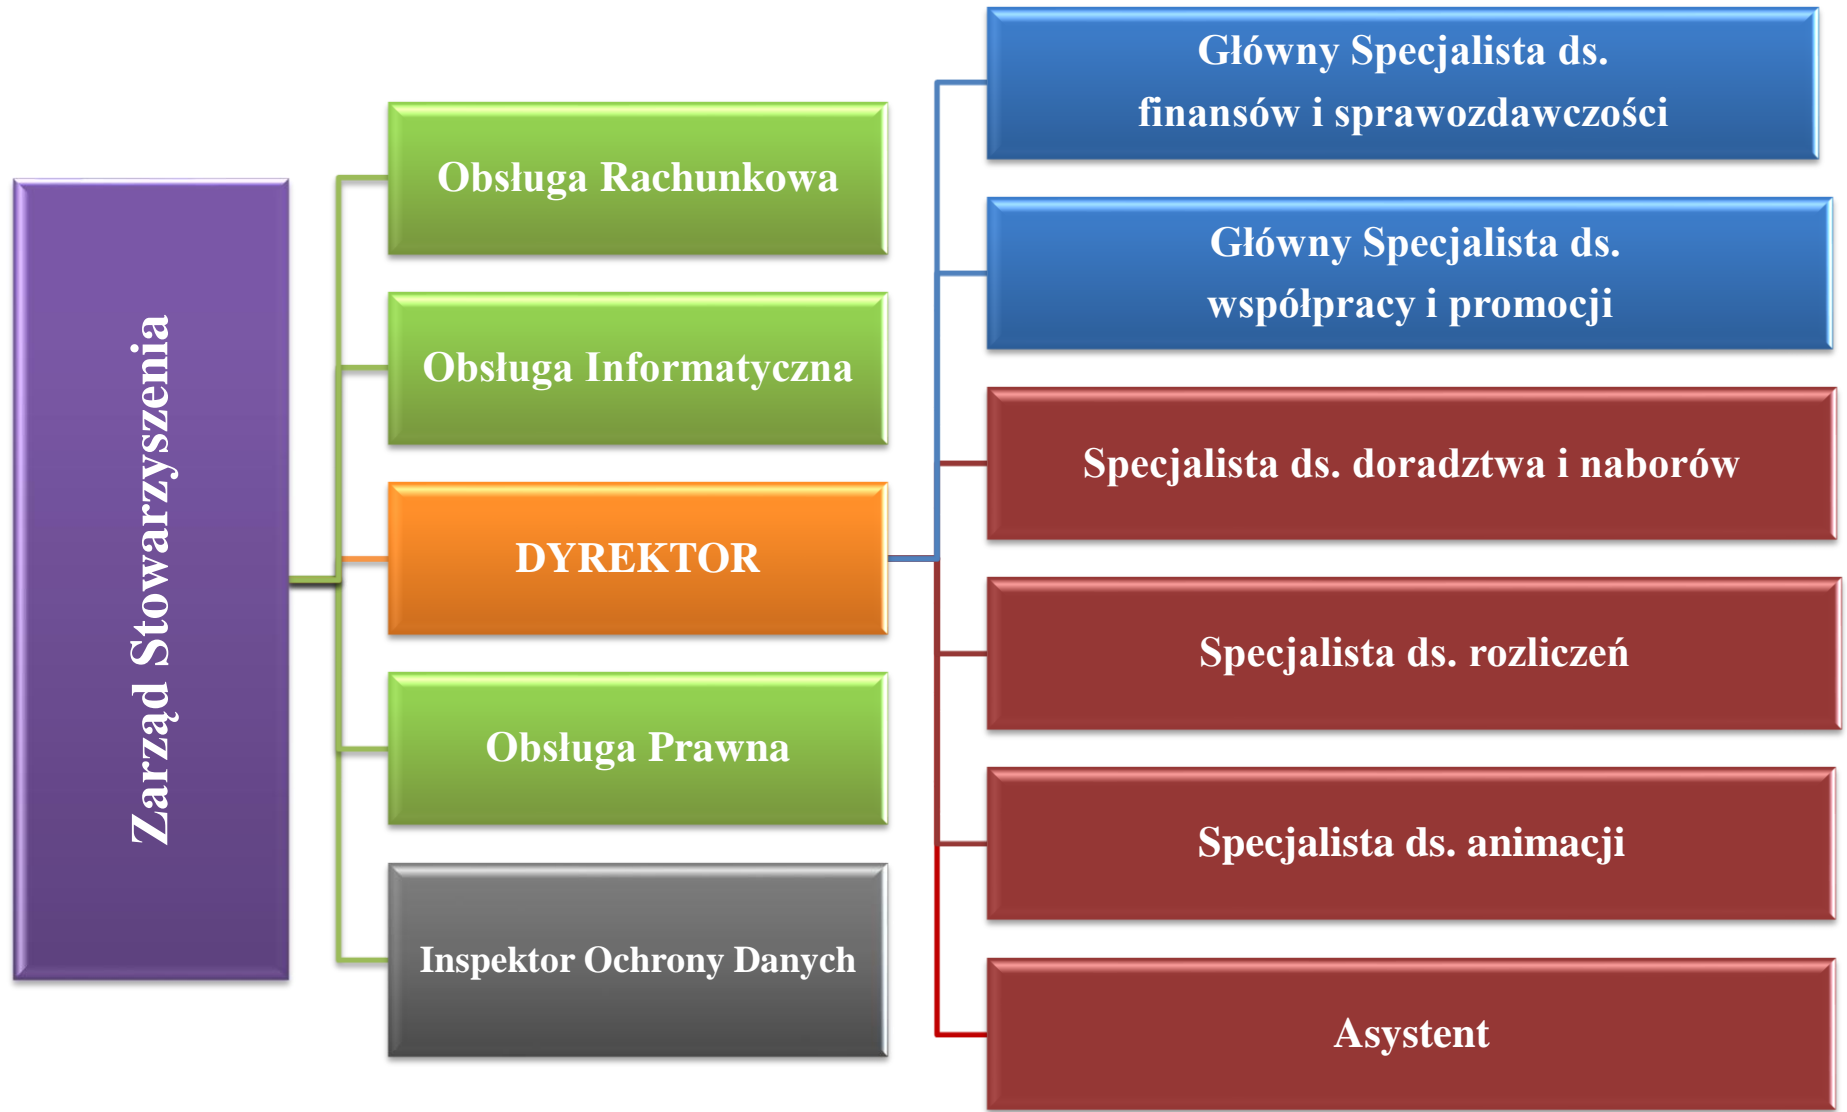 Zarząd Stowarzyszenia
Obsługa Rachunkowa
Obsługa Informatyczna
DYREKTOR
Obsługa Prawna
Inspektor Ochrony Danych
Główny Specjalista ds.
finansów i sprawozdawczości
Główny Specjalista ds.
współpracy i promocji
Specjalista ds. doradztwa i naborów
Specjalista ds. rozliczeń
Specjalista ds. animacji
Asystent